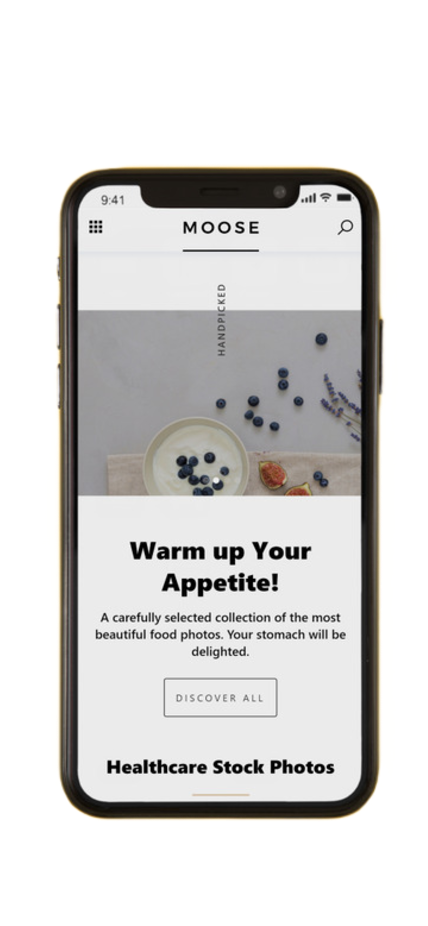 9:41
MOOSE
HANDPICKED
Warm up Your
Appetite!
A carefully selected collection of the most
beautiful food photos. Your stomach will be
delighted.
DISCOVER ALL
Healthcare Stock Photos